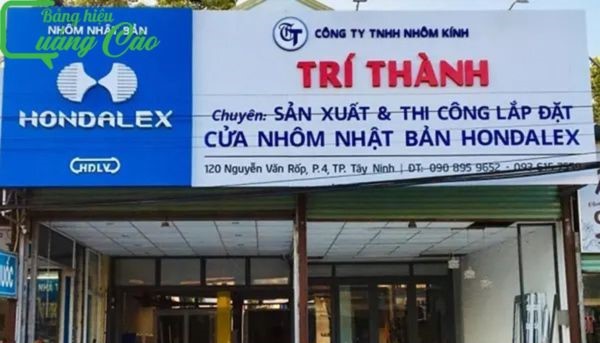 Bảng hiệu
Quảng Cáo
NHÔM NHẬT BẢN
HONDALEX
HDLV
TT
CÔNG TY TNHH NHÔM KÍNH
TRÍ THÀNH
Chuyên: SẢN XUẤT & THI CÔNG LẮP ĐẶT
CỬA NHÔM NHẬT BẢN HONDALEX
120 Nguyễn Văn Rốp, P.4, TP. Tây Ninh | ĐT: 090 895 9652 -